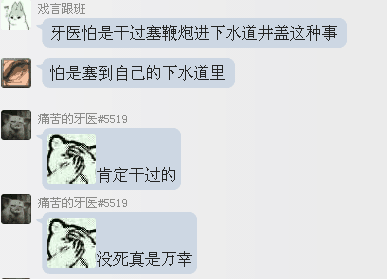 戏言跟班
牙医怕是干过塞鞭炮进下水道井盖这种事
怕是塞到自己的下水道里
痛苦的牙医#5519
肯定干过的
痛苦的牙医#5519
没死真是万幸